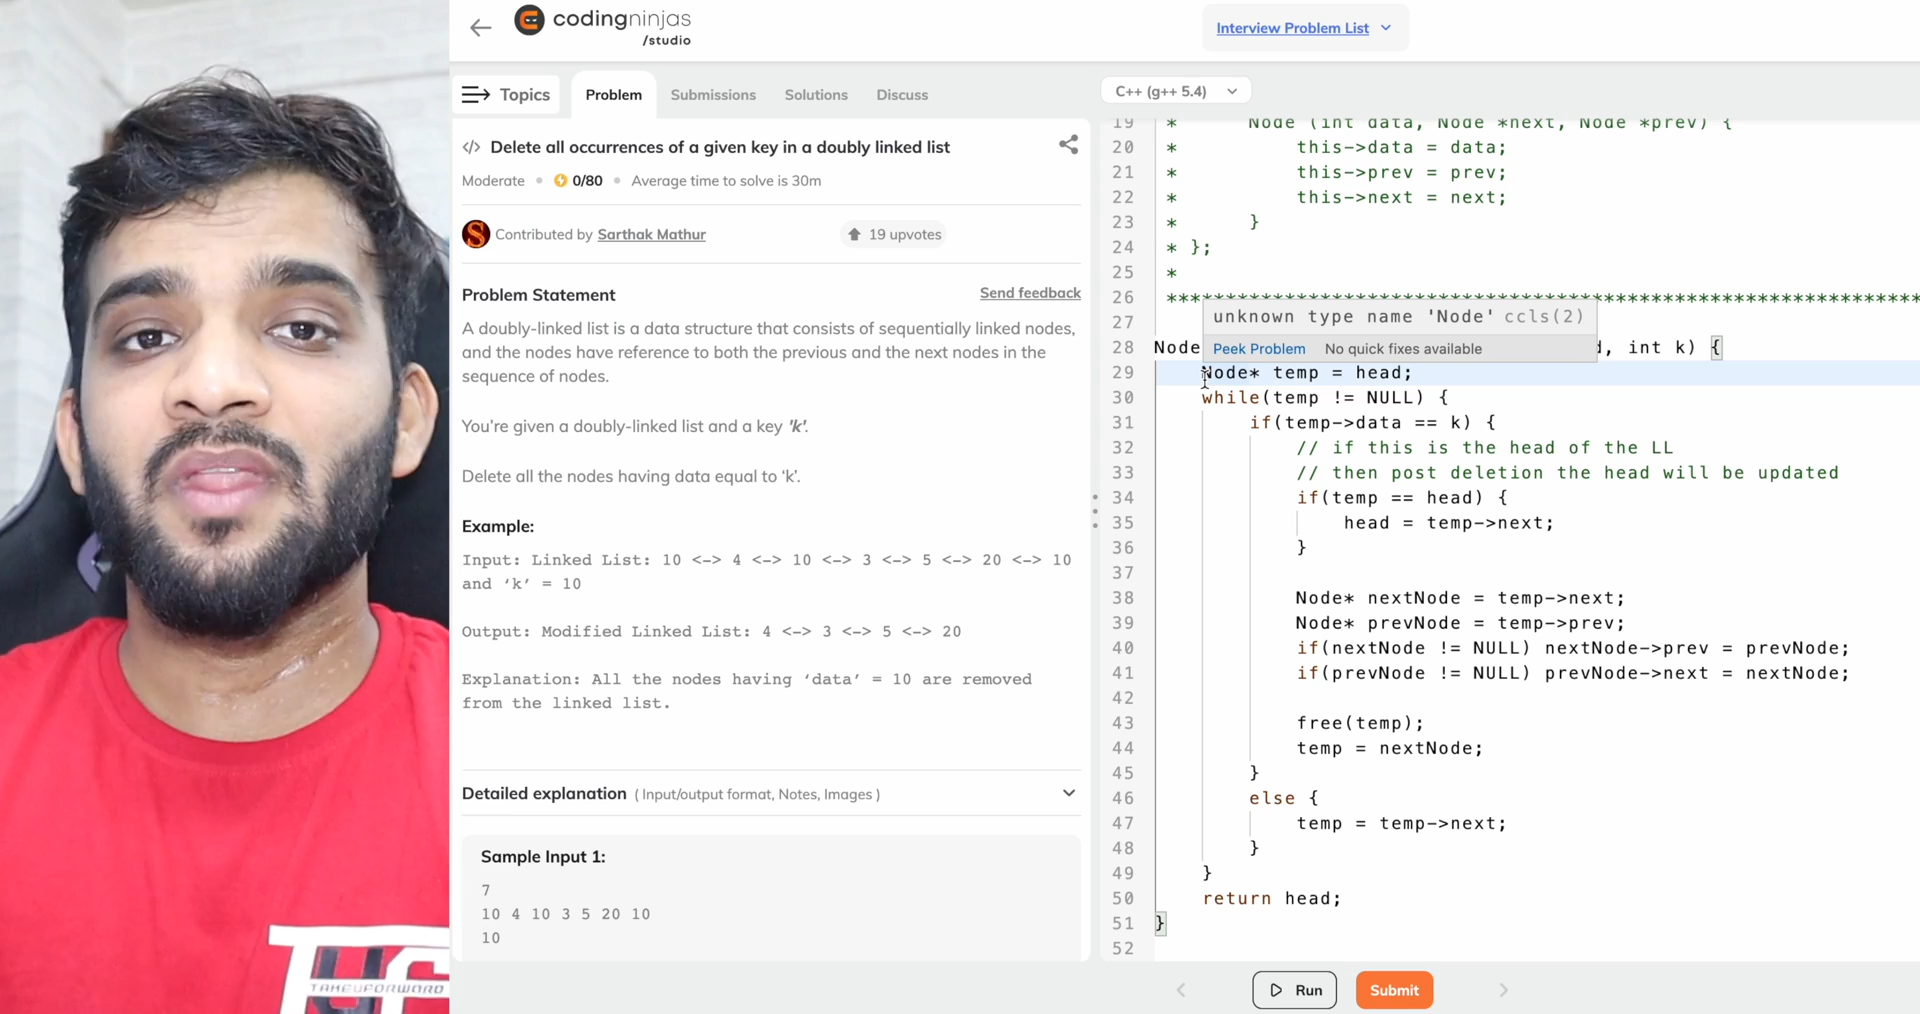 codingninjas
/studio
Interview Problem List
Topics
Problem
Submissions
Solutions
Discuss
</> Delete all occurrences of a given key in a doubly linked list
Moderate • 0/80 • Average time to solve is 30m
Contributed by Sarthak Mathur
19 upvotes
Problem Statement
Send feedback
A doubly-linked list is a data structure that consists of sequentially linked nodes,
and the nodes have reference to both the previous and the next nodes in the
sequence of nodes.
You're given a doubly-linked list and a key 'k'.
Delete all the nodes having data equal to 'k'.
Example:
Input: Linked List: 10 <-> 4 <-> 10 <-> 3 <-> 5 <-> 20 <-> 10
and 'k' = 10
Output: Modified Linked List: 4 <-> 3 <-> 5 <-> 20
Explanation: All the nodes having 'data' = 10 are removed
from the linked list.
Detailed explanation ( Input/output format, Notes, Images )
Sample Input 1:
7
10 4 10 3 5 20 10
10
C++ (g++ 5.4)
19 * Node (int data, Node *next, Node *prev) {
20 * this->data = data;
21 * this->prev = prev;
22 * this->next = next;
23 * }
24 * };
25 *
26 *************************************************************
unknown type name 'Node' ccls(2)
27
Peek Problem No quick fixes available
28 Node d, int k) {
29 Node* temp = head;
30 while(temp != NULL) {
31 if(temp->data == k) {
32 // if this is the head of the LL
33 // then post deletion the head will be updated
34 if(temp == head) {
35 head = temp->next;
36 }
37
38 Node* nextNode = temp->next;
39 Node* prevNode = temp->prev;
40 if(nextNode != NULL) nextNode->prev = prevNode;
41 if(prevNode != NULL) prevNode->next = nextNode;
42
43 free(temp);
44 temp = nextNode;
45 }
46 else {
47 temp = temp->next;
48 }
49 }
50 return head;
51 }
52
Run
Submit
TAKEUFORWARD